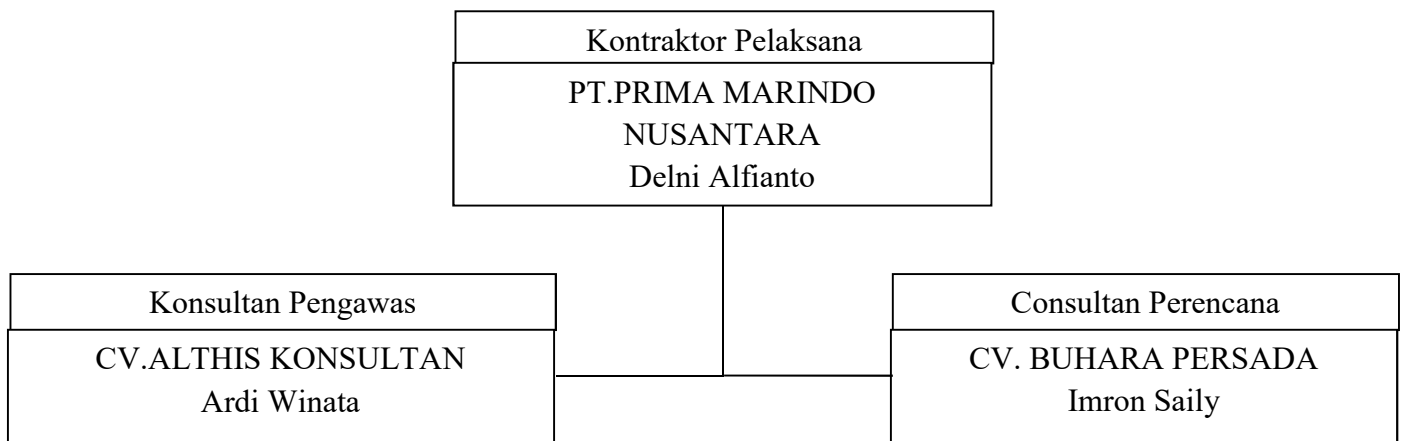 Kontraktor Pelaksana
PT.PRIMA MARINDO
NUSANTARA
Delni Alfianto
Konsultan Pengawas
CV.ALTHIS KONSULTAN
Ardi Winata
Consultan Perencana
CV. BUHARA PERSADA
Imron Saily